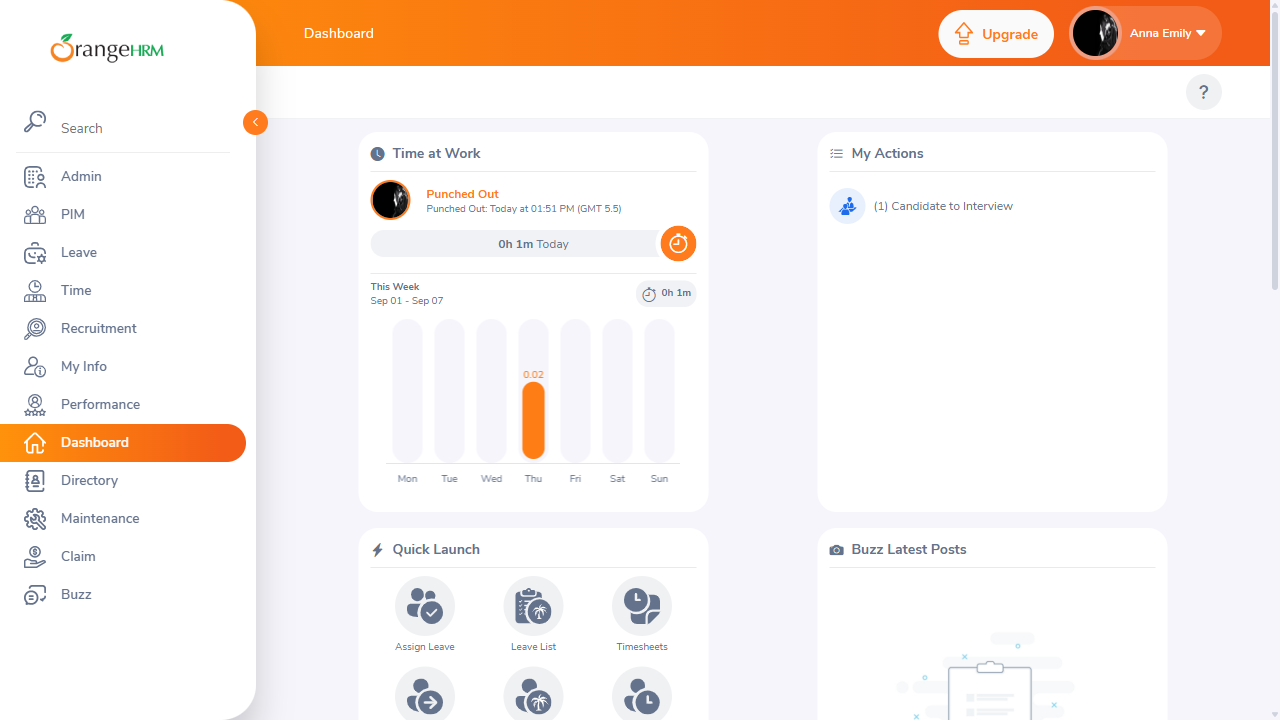 OrangeHRM
Dashboard
Upgrade
Anna Emily
?
Search
Admin
PIM
Leave
Time
Recruitment
My Info
Performance
Dashboard
Directory
Maintenance
Claim
Buzz
Time at Work
Punched Out
Punched Out: Today at 01:51 PM (GMT 5.5)
0h 1m Today
This Week
Sep 01 - Sep 07
0h 1m
0:02
Mon Tue Wed Thu Fri Sat Sun
My Actions
(1) Candidate to Interview
Quick Launch
Assign Leave Leave List Timesheets
Buzz Latest Posts